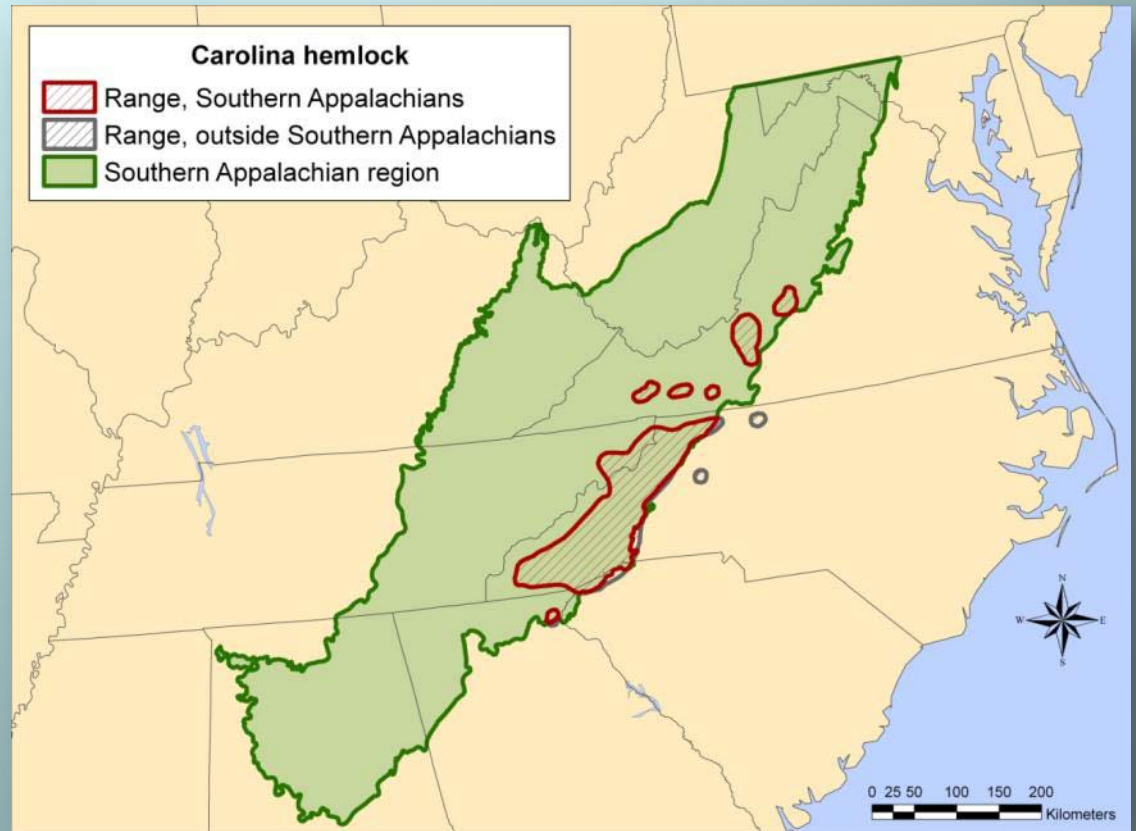 Carolina hemlock
Range, Southern Appalachians
Range, outside Southern Appalachians
Southern Appalachian region
N
W E
S
0 25 50 100 150 200
Kilometers